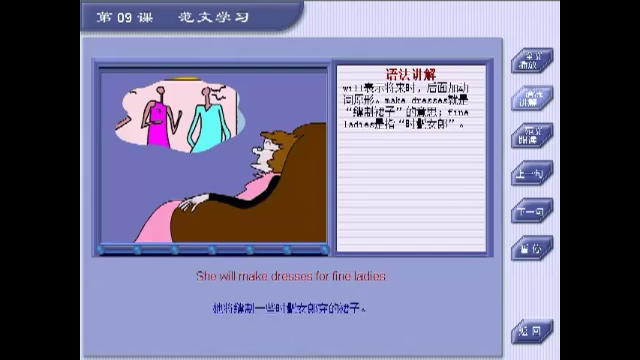 第 09 课 范文学习
语法讲解
will表示将来时，后面加动
词原形。make dresses就是
“缝制裙子”的意思；fine
ladies是指“时髦女郎”。
She will make dresses for fine ladies
她将缝制一些时髦女郎穿的裙子。
语法
讲解
上一句
下一句
返 回